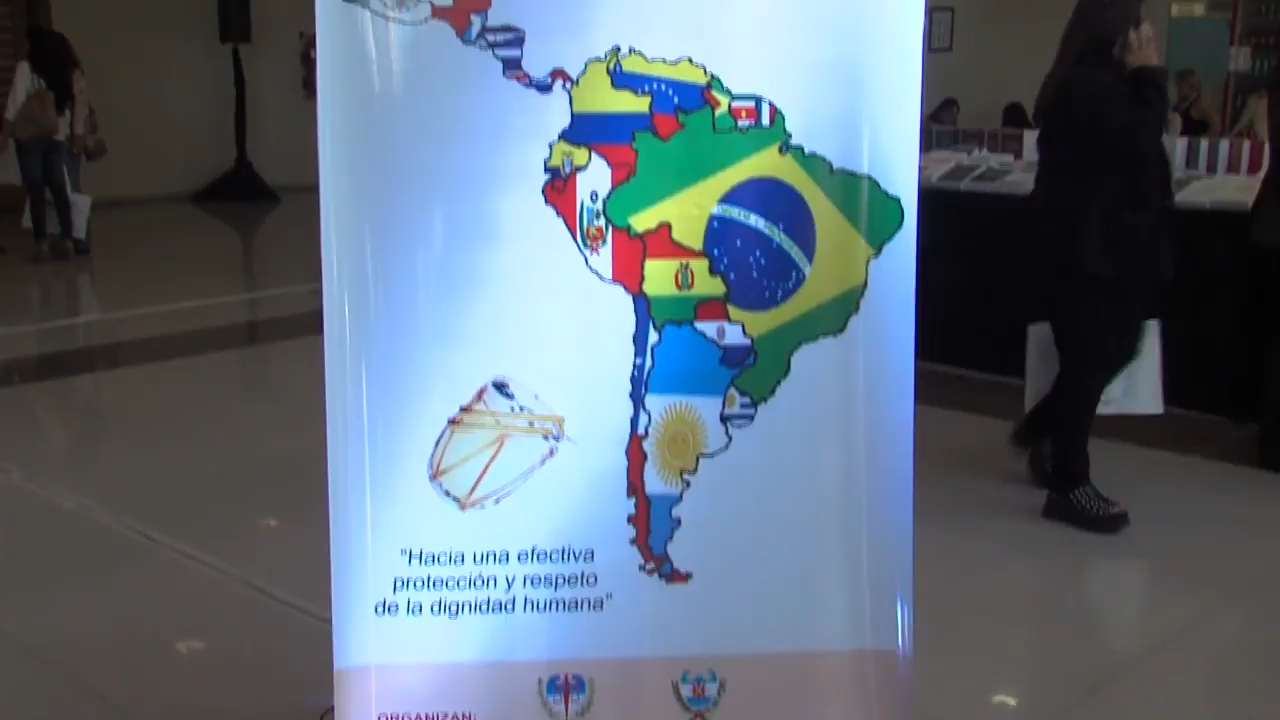 "Hacia una efectiva
protección y respeto
de la dignidad humana"
ORGANIZAN: